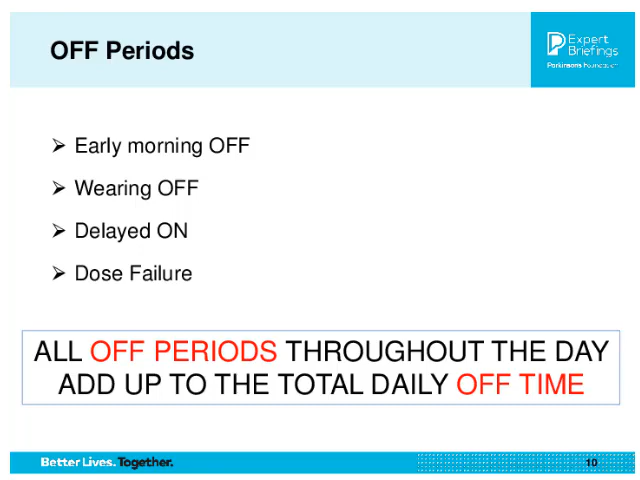 OFF Periods
Expert
Briefings
Parkinson's Foundation
➢ Early morning OFF
➢ Wearing OFF
➢ Delayed ON
➢ Dose Failure
ALL OFF PERIODS THROUGHOUT THE DAY
ADD UP TO THE TOTAL DAILY OFF TIME
Better Lives. Together.
10